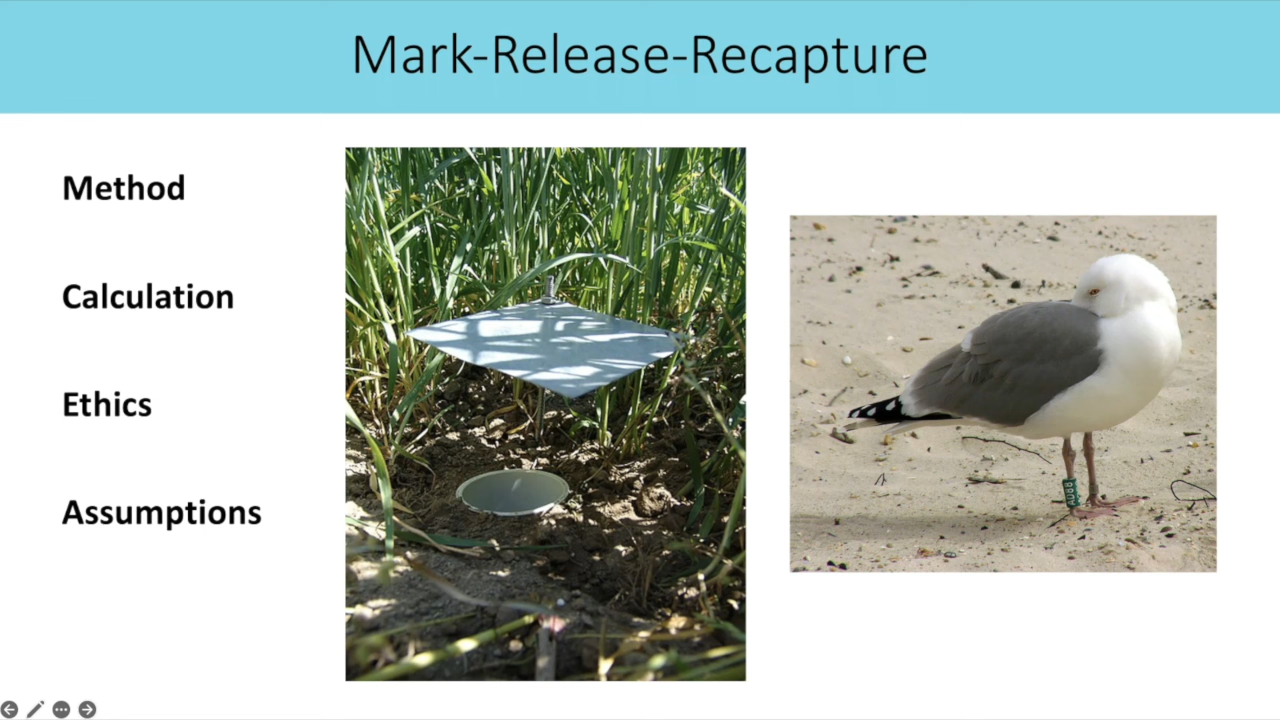 Mark-Release-Recapture
Method
Calculation
Ethics
Assumptions